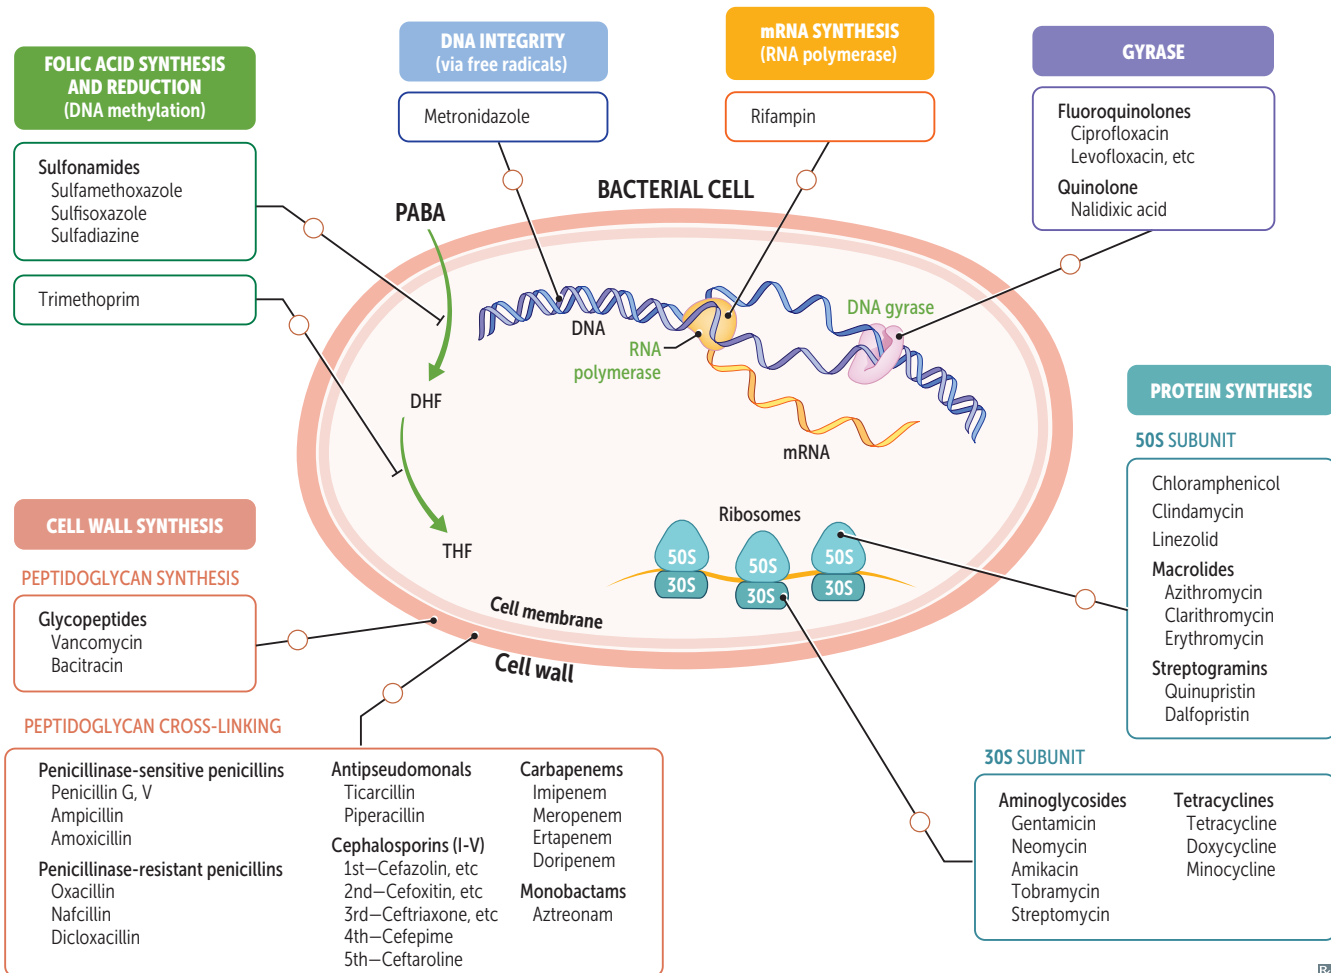 FOLIC ACID SYNTHESIS
AND REDUCTION
(DNA methylation)
Sulfonamides
Sulfamethoxazole
Sulfisoxazole
Sulfadiazine
Trimethoprim
DNA INTEGRITY
(via free radicals)
Metronidazole
mRNA SYNTHESIS
(RNA polymerase)
Rifampin
GYRASE
Fluoroquinolones
Ciprofloxacin
Levofloxacin, etc
Quinolone
Nalidixic acid
BACTERIAL CELL
PABA
DHF
THF
DNA
RNA
polymerase
DNA gyrase
mRNA
Ribosomes
50S
30S
50S
30S
50S
30S
Cell membrane
Cell wall
PROTEIN SYNTHESIS
50S SUBUNIT
Chloramphenicol
Clindamycin
Linezolid
Macrolides
Azithromycin
Clarithromycin
Erythromycin
Streptogramins
Quinupristin
Dalfopristin
30S SUBUNIT
Aminoglycosides
Gentamicin
Neomycin
Amikacin
Tobramycin
Streptomycin
Tetracyclines
Tetracycline
Doxycycline
Minocycline
CELL WALL SYNTHESIS
PEPTIDOGLYCAN SYNTHESIS
Glycopeptides
Vancomycin
Bacitracin
PEPTIDOGLYCAN CROSS-LINKING
Penicillinase-sensitive penicillins
Penicillin G, V
Ampicillin
Amoxicillin
Penicillinase-resistant penicillins
Oxacillin
Nafcillin
Dicloxacillin
Antipseudomonals
Ticarcillin
Piperacillin
Cephalosporins (I-V)
1st—Cefazolin, etc
2nd—Cefoxitin, etc
3rd—Ceftriaxone, etc
4th—Cefepime
5th—Ceftaroline
Carbapenems
Imipenem
Meropenem
Ertapenem
Doripenem
Monobactams
Aztreonam